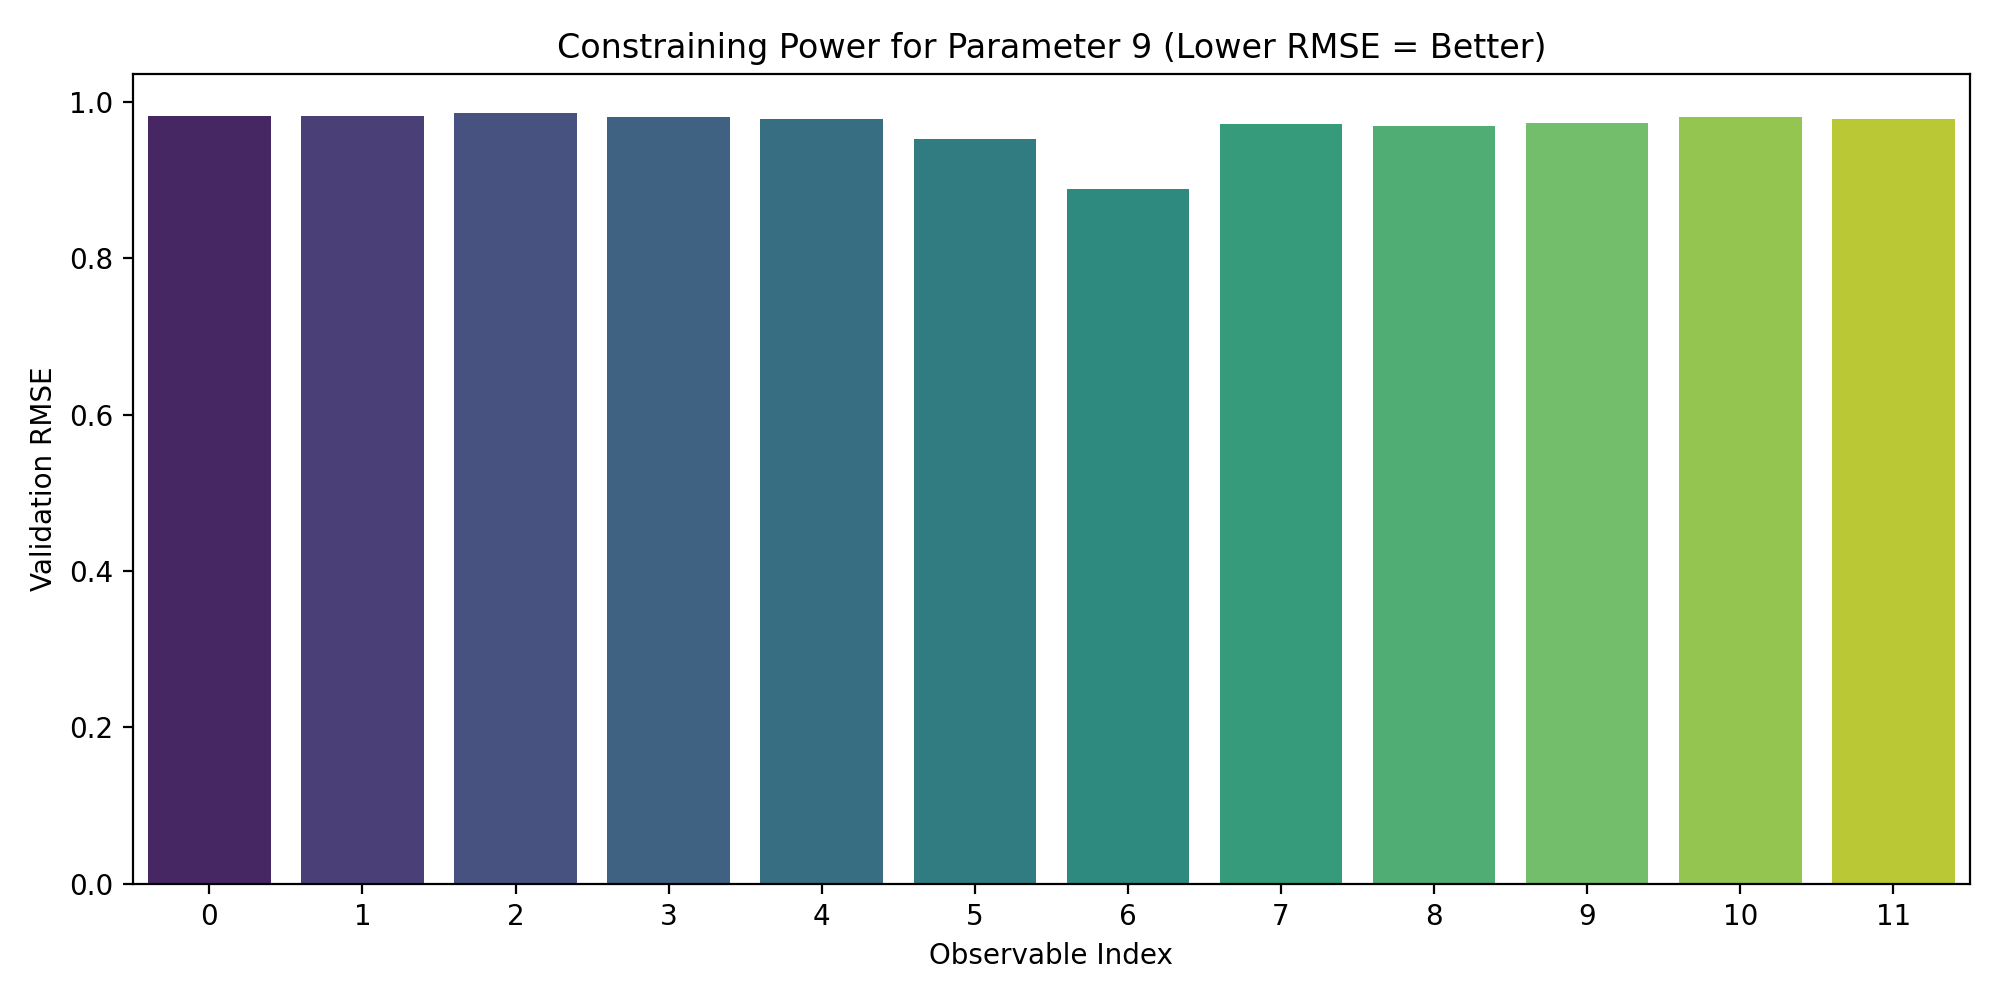 Constraining Power for Parameter 9 (Lower RMSE = Better)
1.0
0.8
0.6
0.4
0.2
0.0
Validation RMSE
0 1 2 3 4 5 6 7 8 9 10 11
Observable Index